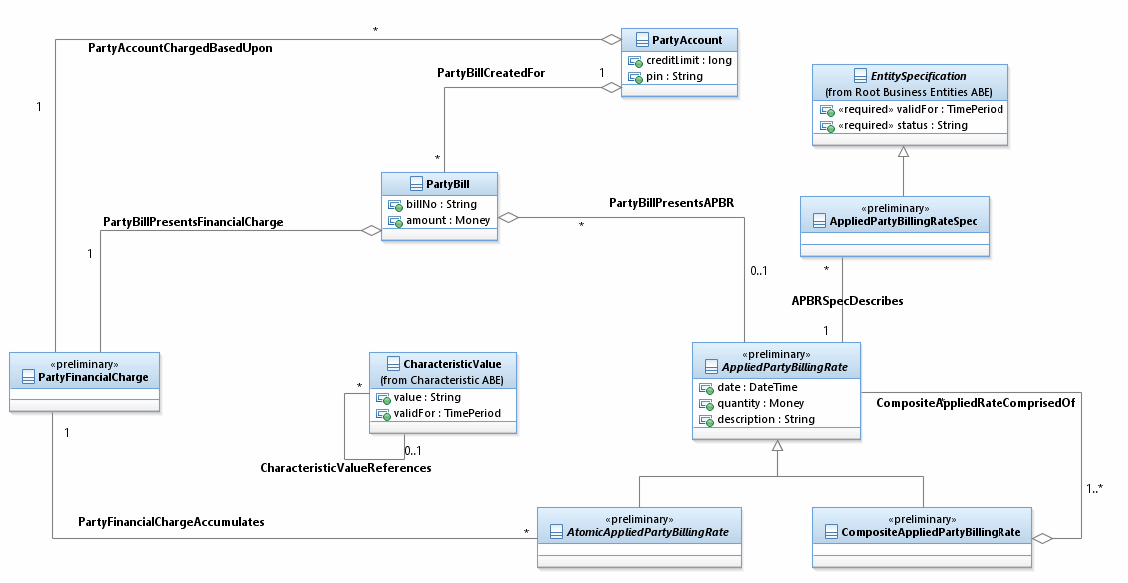 *
PartyAccountChargedBasedUpon
PartyAccount
creditLimit : long
pin : String
PartyBillCreatedFor
1
1
*
EntitySpecification
(from Root Business Entities ABE)
«required» validFor : TimePeriod
«required» status : String
PartyBill
billNo : String
amount : Money
PartyBillPresentsFinancialCharge
1
PartyBillPresentsAPBR
*
0..1
«preliminary»
AppliedPartyBillingRateSpec
*
APBRSpecDescribes
1
«preliminary»
PartyFinancialCharge
CharacteristicValue
(from Characteristic ABE)
value : String
validFor : TimePeriod
*
0..1
CharacteristicValueReferences
«preliminary»
AppliedPartyBillingRate
date : DateTime
quantity : Money
description : String
CompositeAppliedRateComprisedOf
*
1..*
1
PartyFinancialChargeAccumulates
*
«preliminary»
AtomicAppliedPartyBillingRate
«preliminary»
CompositeAppliedPartyBillingRate